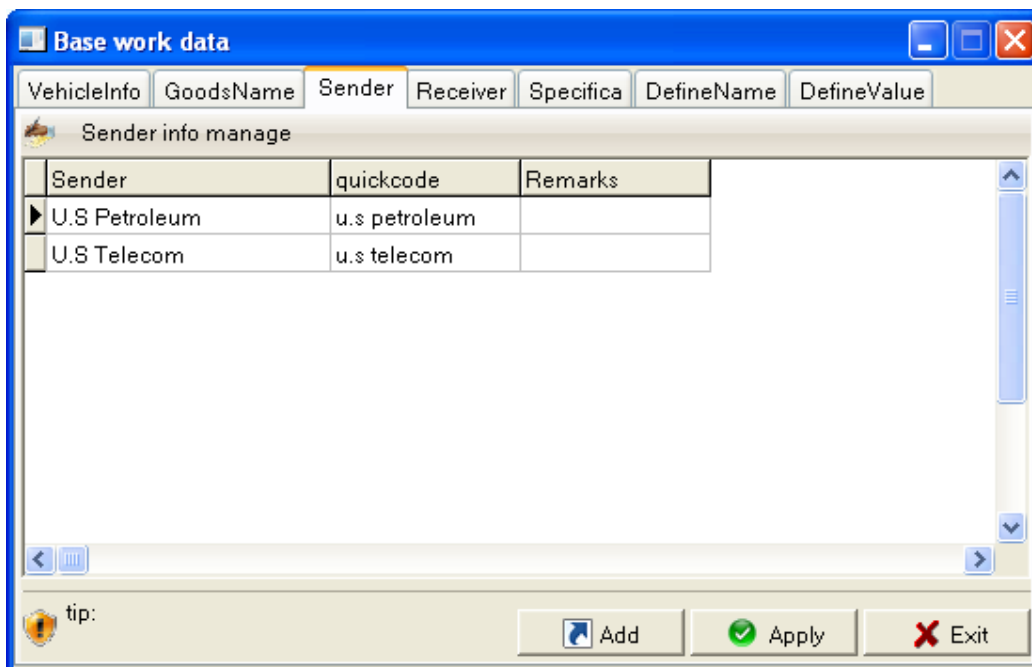 Base work data
VehicleInfo GoodsName Sender Receiver Specifica DefineName DefineValue
Sender info manage
Sender quickcode Remarks
U.S Petroleum u.s petroleum
U.S Telecom u.s telecom
tip:
Add Apply Exit